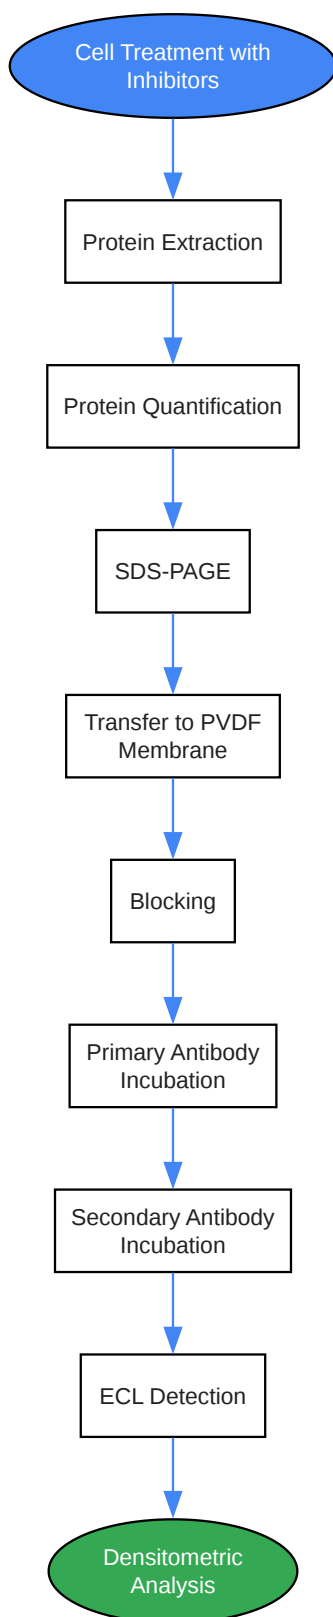 Cell Treatment with
Inhibitors
Protein Extraction
Protein Quantification
SDS-PAGE
Transfer to PVDF
Membrane
Blocking
Primary Antibody
Incubation
Secondary Antibody
Incubation
ECL Detection
Densitometric
Analysis